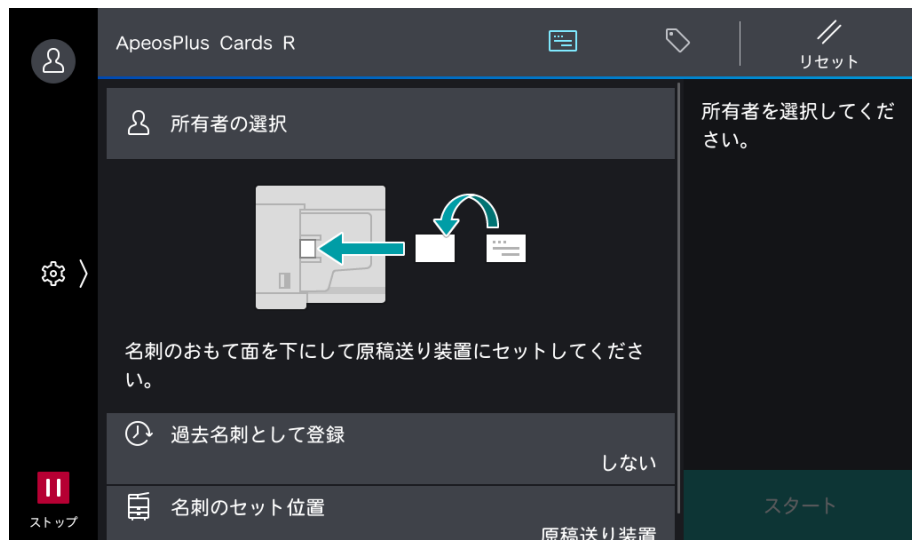 ApeosPlus Cards R
リセット
所有者の選択
所有者を選択してくだ
さい。
名刺のおもて面を下にして原稿送り装置にセットしてくださ
い。
過去名刺として登録
しない
名刺のセット位置
原稿送り装置
ストップ
スタート